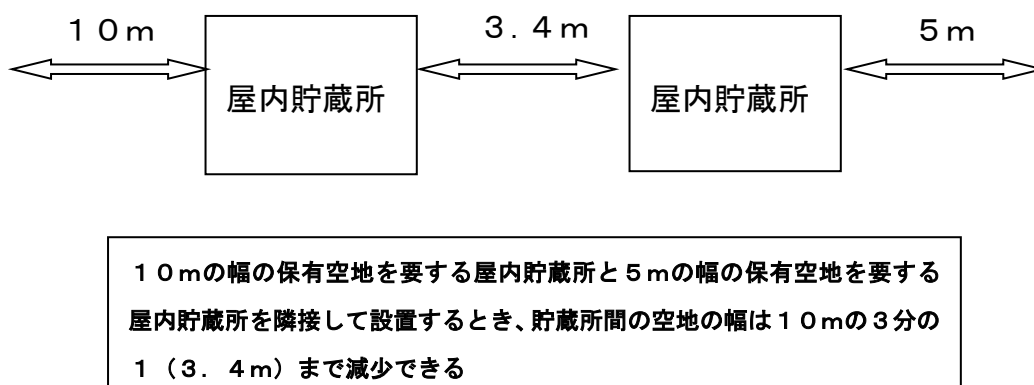 １０ｍ
３．４ｍ
５ｍ
屋内貯蔵所
屋内貯蔵所
１０ｍの幅の保有空地を要する屋内貯蔵所と５ｍの幅の保有空地を要する
屋内貯蔵所を隣接して設置するとき、貯蔵所間の空地の幅は１０ｍの３分の
１（３．４ｍ）まで減少できる